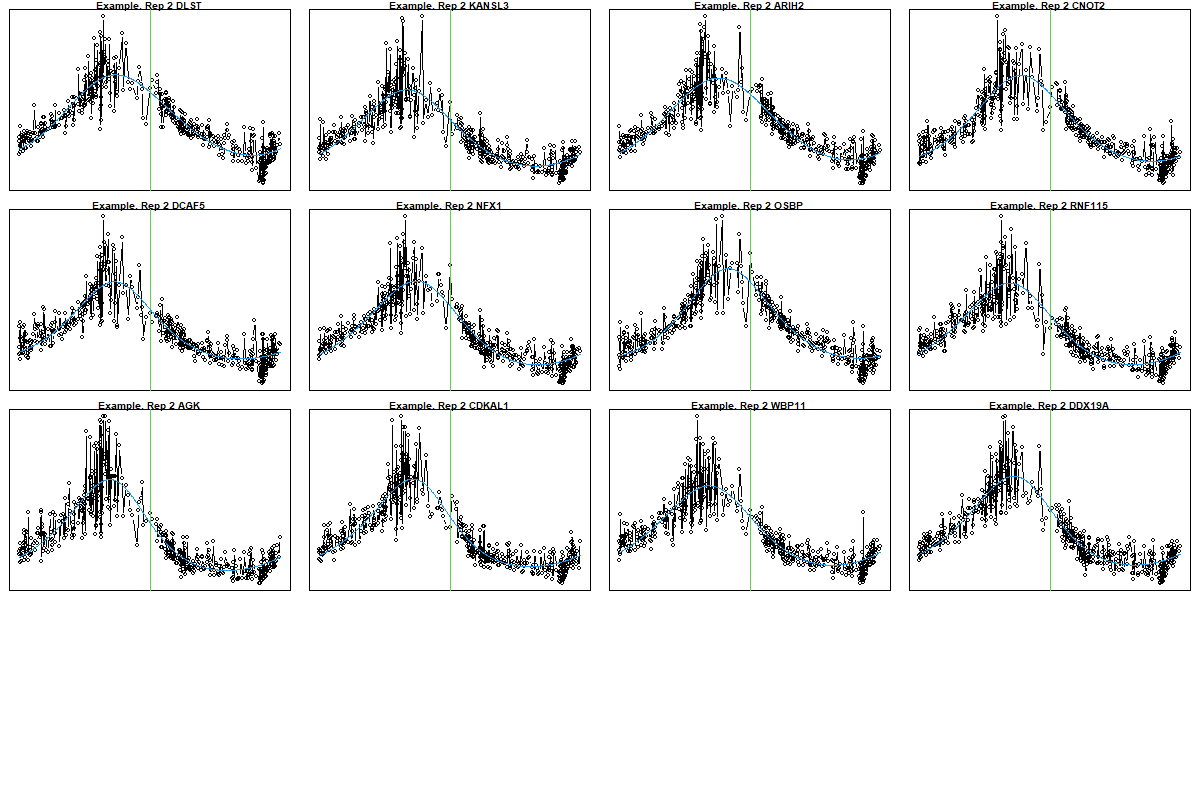 Example. Rep 2 DLST
Example. Rep 2 KANSL3
Example. Rep 2 ARIH2
Example. Rep 2 CNOT2
Example. Rep 2 DCAF5
Example. Rep 2 NFX1
Example. Rep 2 OSBP
Example. Rep 2 RNF115
Example. Rep 2 AGK
Example. Rep 2 CDKAL1
Example. Rep 2 WBP11
Example. Rep 2 DDX19A